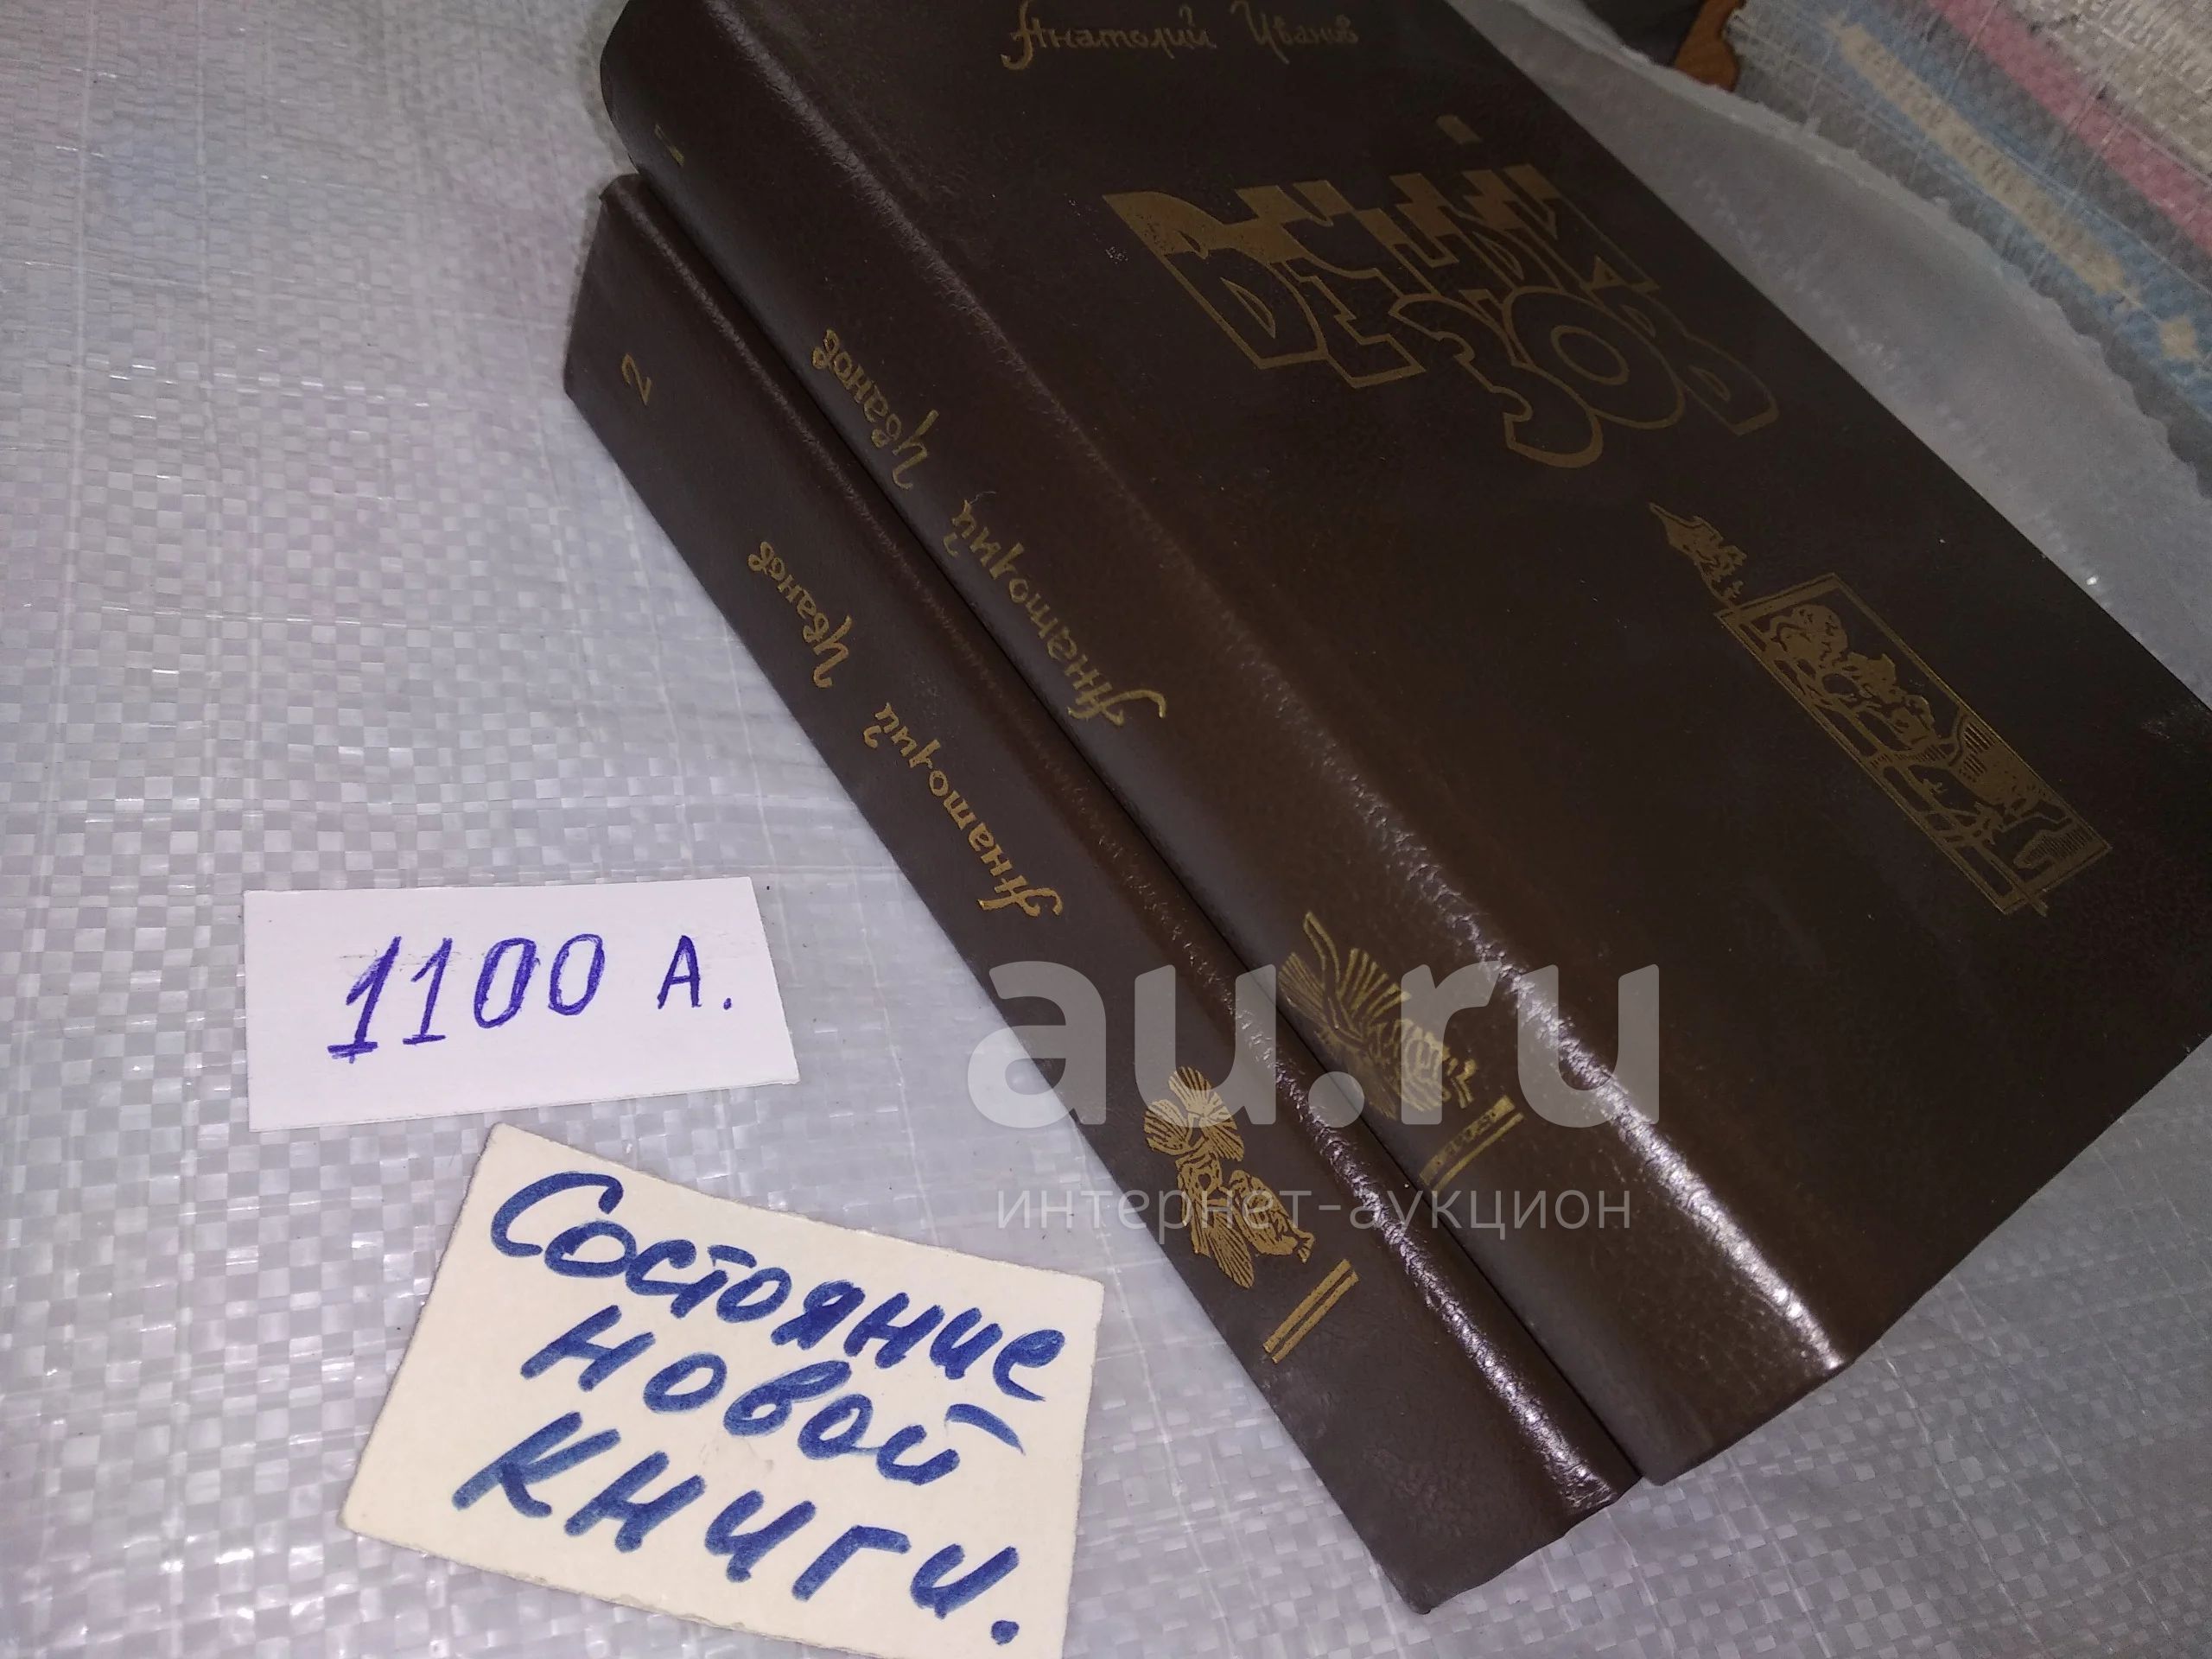 Анатолий Иванов
ВЕЧНЫЙ
ЗОВ
Анатолий Иванов
2
Анатолий Иванов
1100 А.
Состояние
новой
книги.
au.ru
интернет-аукцион